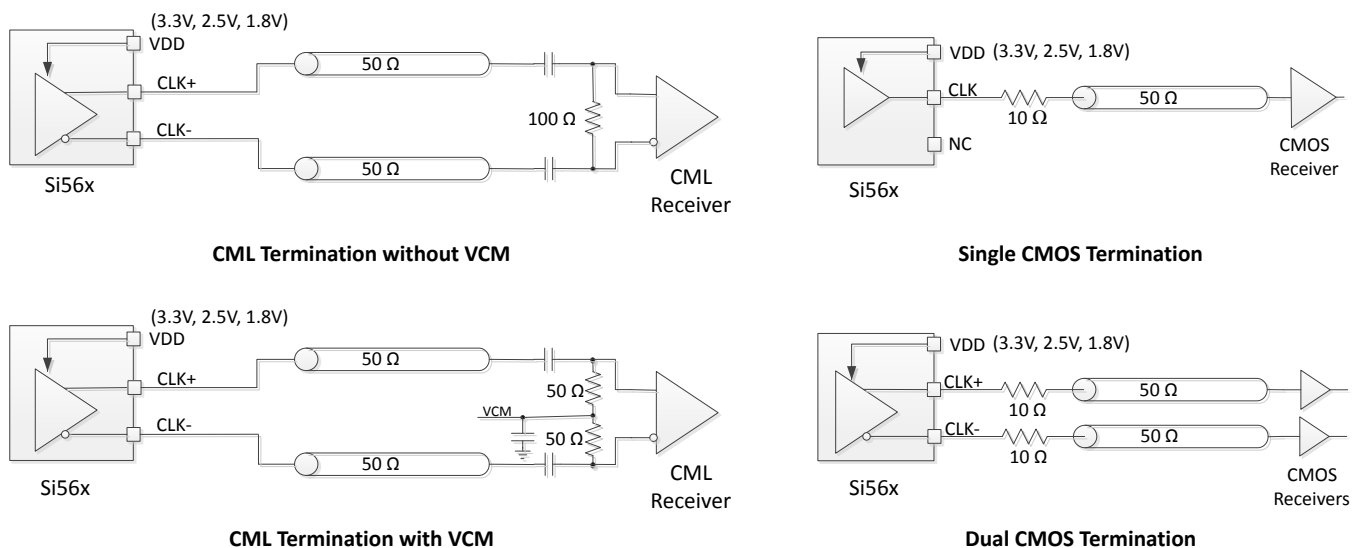 (3.3V, 2.5V, 1.8V)
VDD
CLK+
50 Ω
100 Ω
CLK-
50 Ω
Si56x
CML
Receiver
CML Termination without VCM
VDD (3.3V, 2.5V, 1.8V)
CLK
10 Ω
50 Ω
NC
CMOS
Receiver
Si56x
Single CMOS Termination
(3.3V, 2.5V, 1.8V)
VDD
CLK+
50 Ω
50 Ω
VCM
50 Ω
CLK-
50 Ω
Si56x
CML
Receiver
CML Termination with VCM
VDD (3.3V, 2.5V, 1.8V)
CLK+
10 Ω
50 Ω
CLK-
10 Ω
50 Ω
Si56x
CMOS
Receivers
Dual CMOS Termination